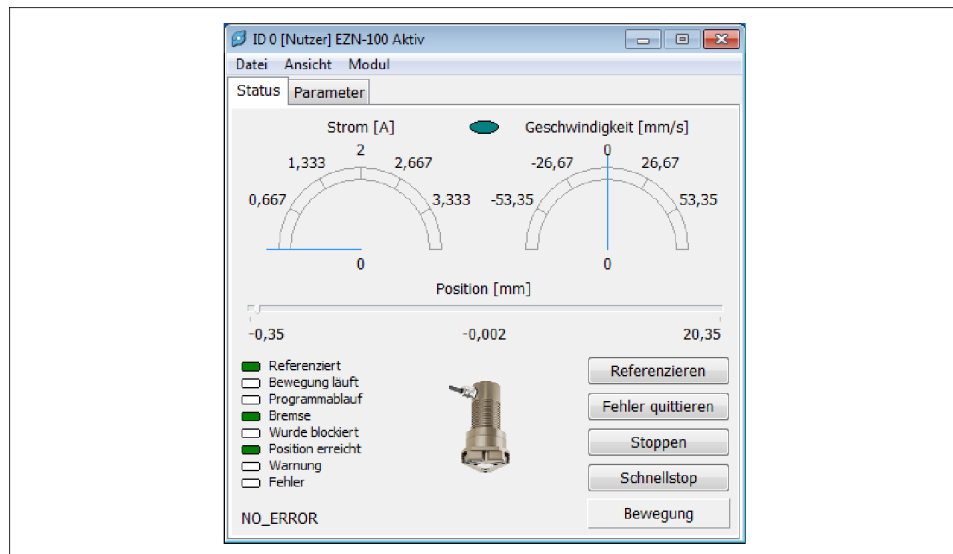 ID 0 [Nutzer] EZN-100 Aktiv
Datei Ansicht Modul
Status Parameter
Strom [A] Geschwindigkeit [mm/s]
2 0
1,333 2,667 -26,67 26,67
0,667 3,333 -53,35 53,35
0 0
Position [mm]
-0,35 -0,002 20,35
Referenziert
Bewegung läuft
Programmablauf
Bremse
Wurde blockiert
Position erreicht
Warnung
Fehler
NO_ERROR
Referenzieren
Fehler quittieren
Stoppen
Schnellstop
Bewegung